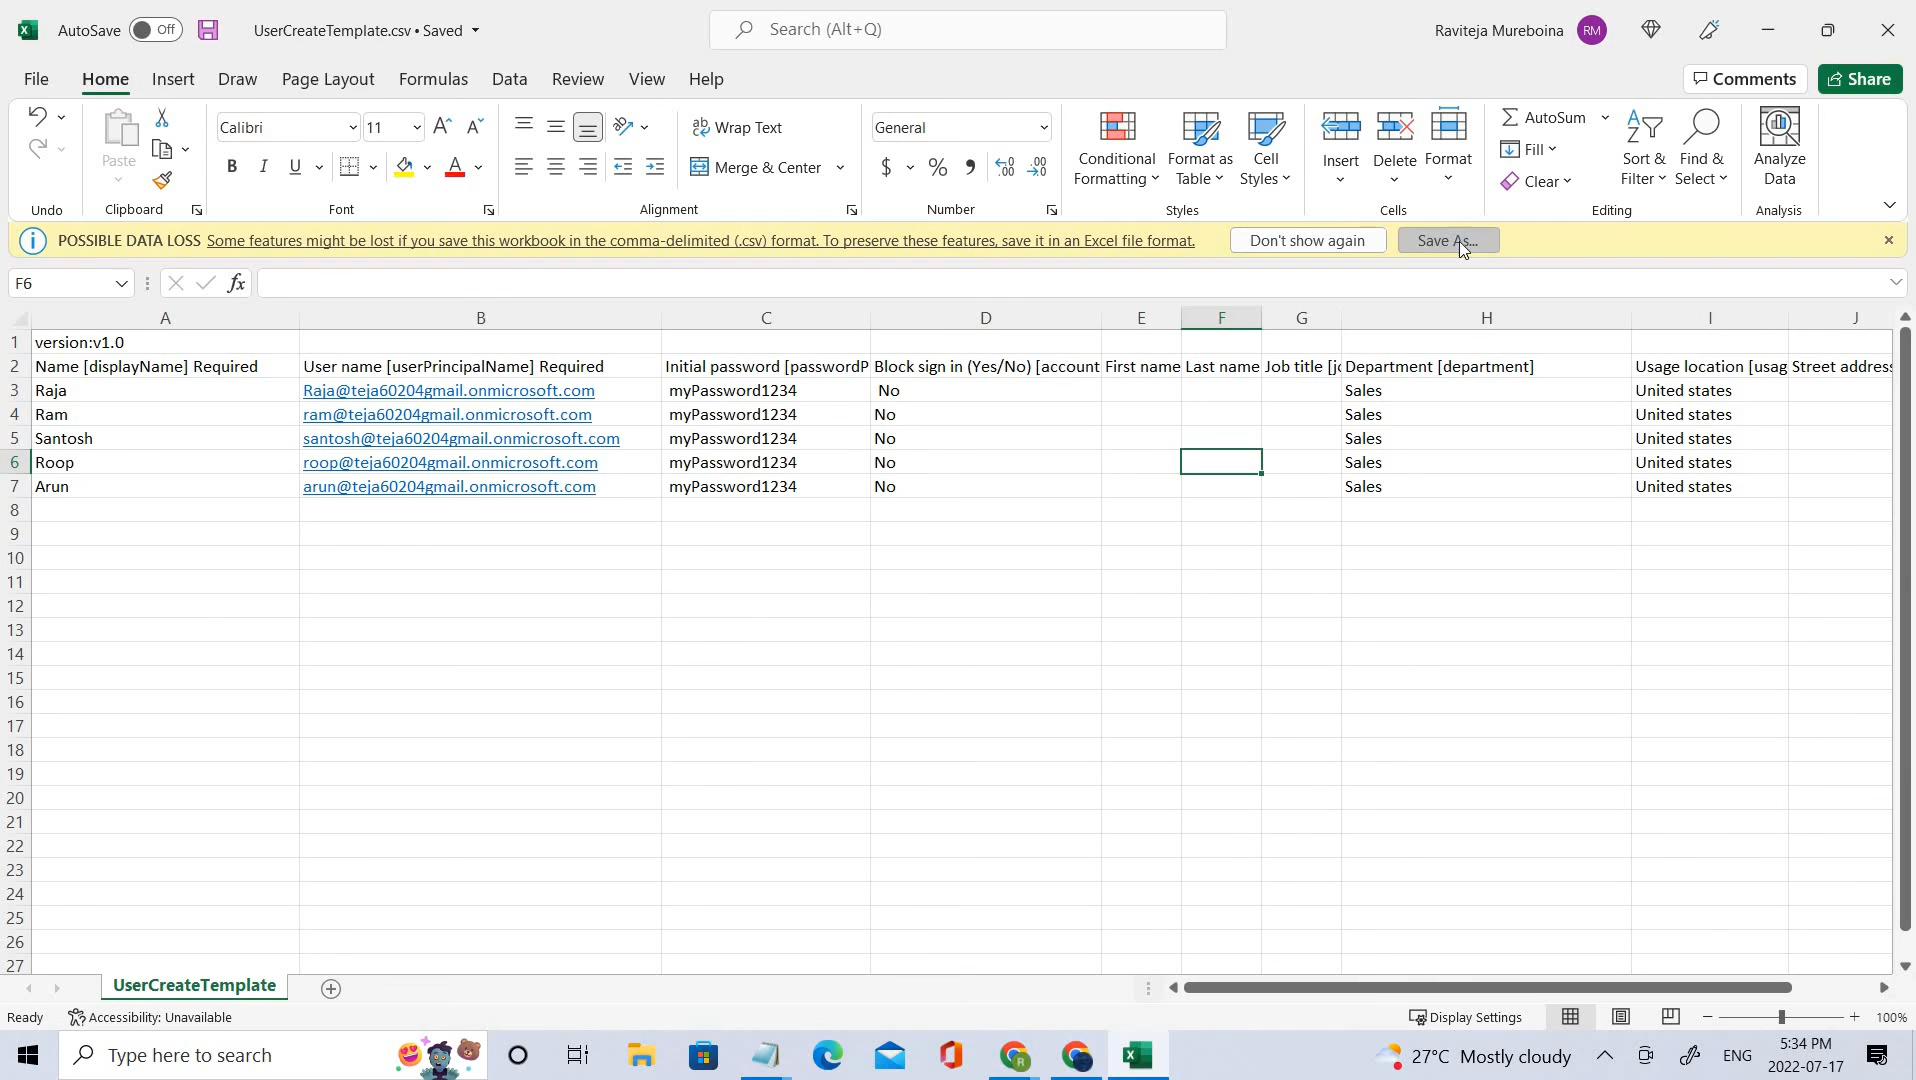 AutoSave Off UserCreateTemplate.csv • Saved Search (Alt+Q) Raviteja Mureboina RM
File Home Insert Draw Page Layout Formulas Data Review View Help Comments Share
Calibri 11 Wrap Text General AutoSum
Paste Conditional Formatting Format as Table Cell Styles Insert Delete Format Fill Sort & Filter Find & Select Analyze Data
B I U A Merge & Center $ % Clear
Undo Clipboard Font Alignment Number Styles Cells Editing Analysis
POSSIBLE DATA LOSS Some features might be lost if you save this workbook in the comma-delimited (.csv) format. To preserve these features, save it in an Excel file format. Don't show again Save As...
F6 fx
A B C D E F G H I J
1 version:v1.0
2 Name [displayName] Required User name [userPrincipalName] Required Initial password [passwordP Block sign in (Yes/No) [account First name Last name Job title [jo Department [department] Usage location [usag Street address
3 Raja Raja@teja60204gmail.onmicrosoft.com myPassword1234 No Sales United states
4 Ram ram@teja60204gmail.onmicrosoft.com myPassword1234 No Sales United states
5 Santosh santosh@teja60204gmail.onmicrosoft.com myPassword1234 No Sales United states
6 Roop roop@teja60204gmail.onmicrosoft.com myPassword1234 No Sales United states
7 Arun arun@teja60204gmail.onmicrosoft.com myPassword1234 No Sales United states
8
9
10
11
12
13
14
15
16
17
18
19
20
21
22
23
24
25
26
27
UserCreateTemplate
Ready Accessibility: Unavailable Display Settings 100%
Type here to search 27°C Mostly cloudy ENG 5:34 PM
2022-07-17